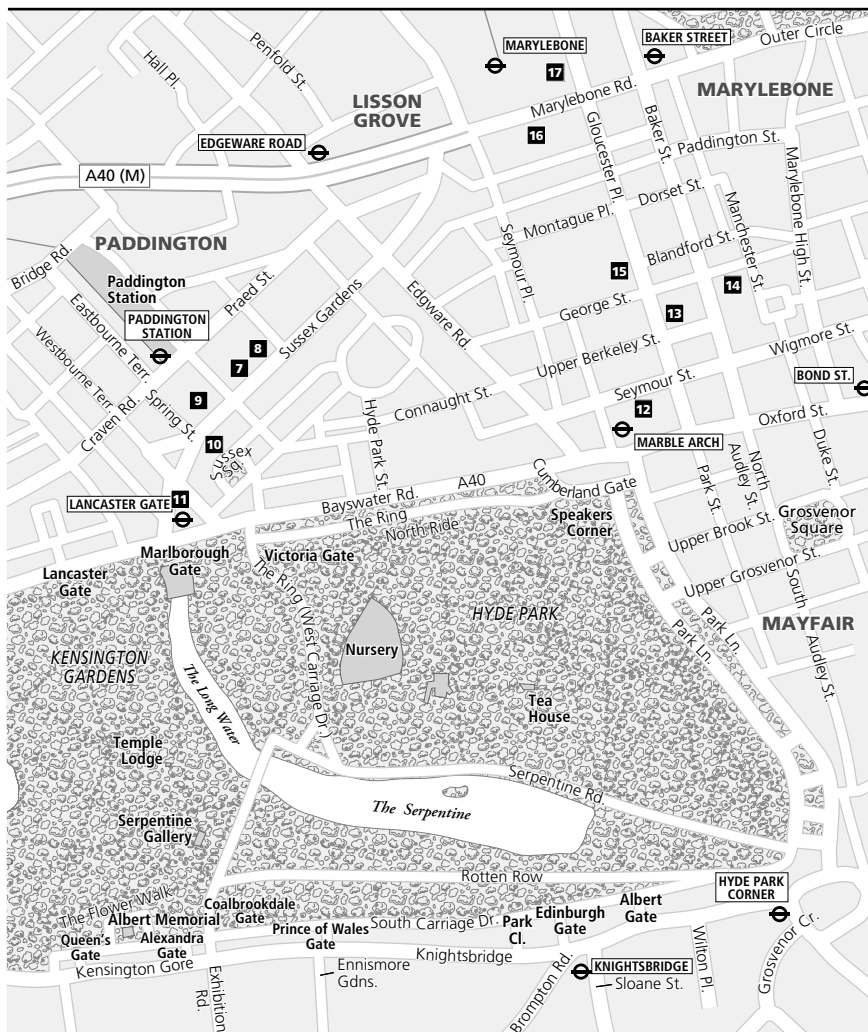 Hall Pl.
Penfold St.
MARYLEBONE
BAKER STREET
Outer Circle
17
LISSON
GROVE
Marylebone Rd.
MARYLEBONE
EDGEWARE ROAD
16
Gloucester Pl.
Baker St.
Paddington St.
A40 (M)
Dorset St.
Montague Pl.
Manchester St.
Marylebone High St.
Seymour Pl.
Blandford St.
Bridge Rd.
PADDINGTON
Paddington
Station
15
14
George St.
13
Praed St.
Sussex Gardens
Edgware Rd.
Eastbourne Terr.
PADDINGTON
STATION
Westbourne Terr.
8
7
Upper Berkeley St.
Wigmore St.
Seymour St.
BOND ST.
9
Spring St.
Craven Rd.
Connaught St.
Hyde Park St.
12
Oxford St.
MARBLE ARCH
10
Sussex
Sq.
11
LANCASTER GATE
Bayswater Rd.
A40
Cumberland Gate
The Ring
North Ride
Speakers
Corner
Park St.
North
Audley St.
Duke St.
Grosvenor
Square
Upper Brook St.
Marlborough
Gate
Victoria Gate
Lancaster
Gate
The Ring (West Carriage Dr.)
Upper Grosvenor St.
HYDE PARK
Park Ln.
Park Ln.
MAYFAIR
South
Audley St.
KENSINGTON
GARDENS
Nursery
The Long Water
Tea
House
Temple
Lodge
Serpentine Rd.
The Serpentine
Serpentine
Gallery
Rotten Row
HYDE PARK
CORNER
The Flower Walk
Coalbrookdale
Gate
Albert Memorial
South Carriage Dr.
Albert
Gate
Edinburgh
Gate
Park
Cl.
Prince of Wales
Gate
Queen's
Gate
Alexandra
Gate
Knightsbridge
Kensington Gore
Exhibition
Rd.
Ennismore
Gdns.
Brompton Rd.
KNIGHTSBRIDGE
Sloane St.
Wilton Pl.
Grosvenor Cr.